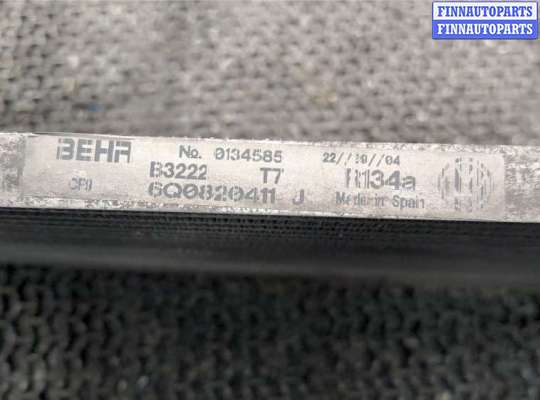 FINNAUTOPARTS
FINNAUTOPARTS
BEHR No. 0134585 22//10//04
B3222 T7 R134a
6Q0820411 J Made in Spain